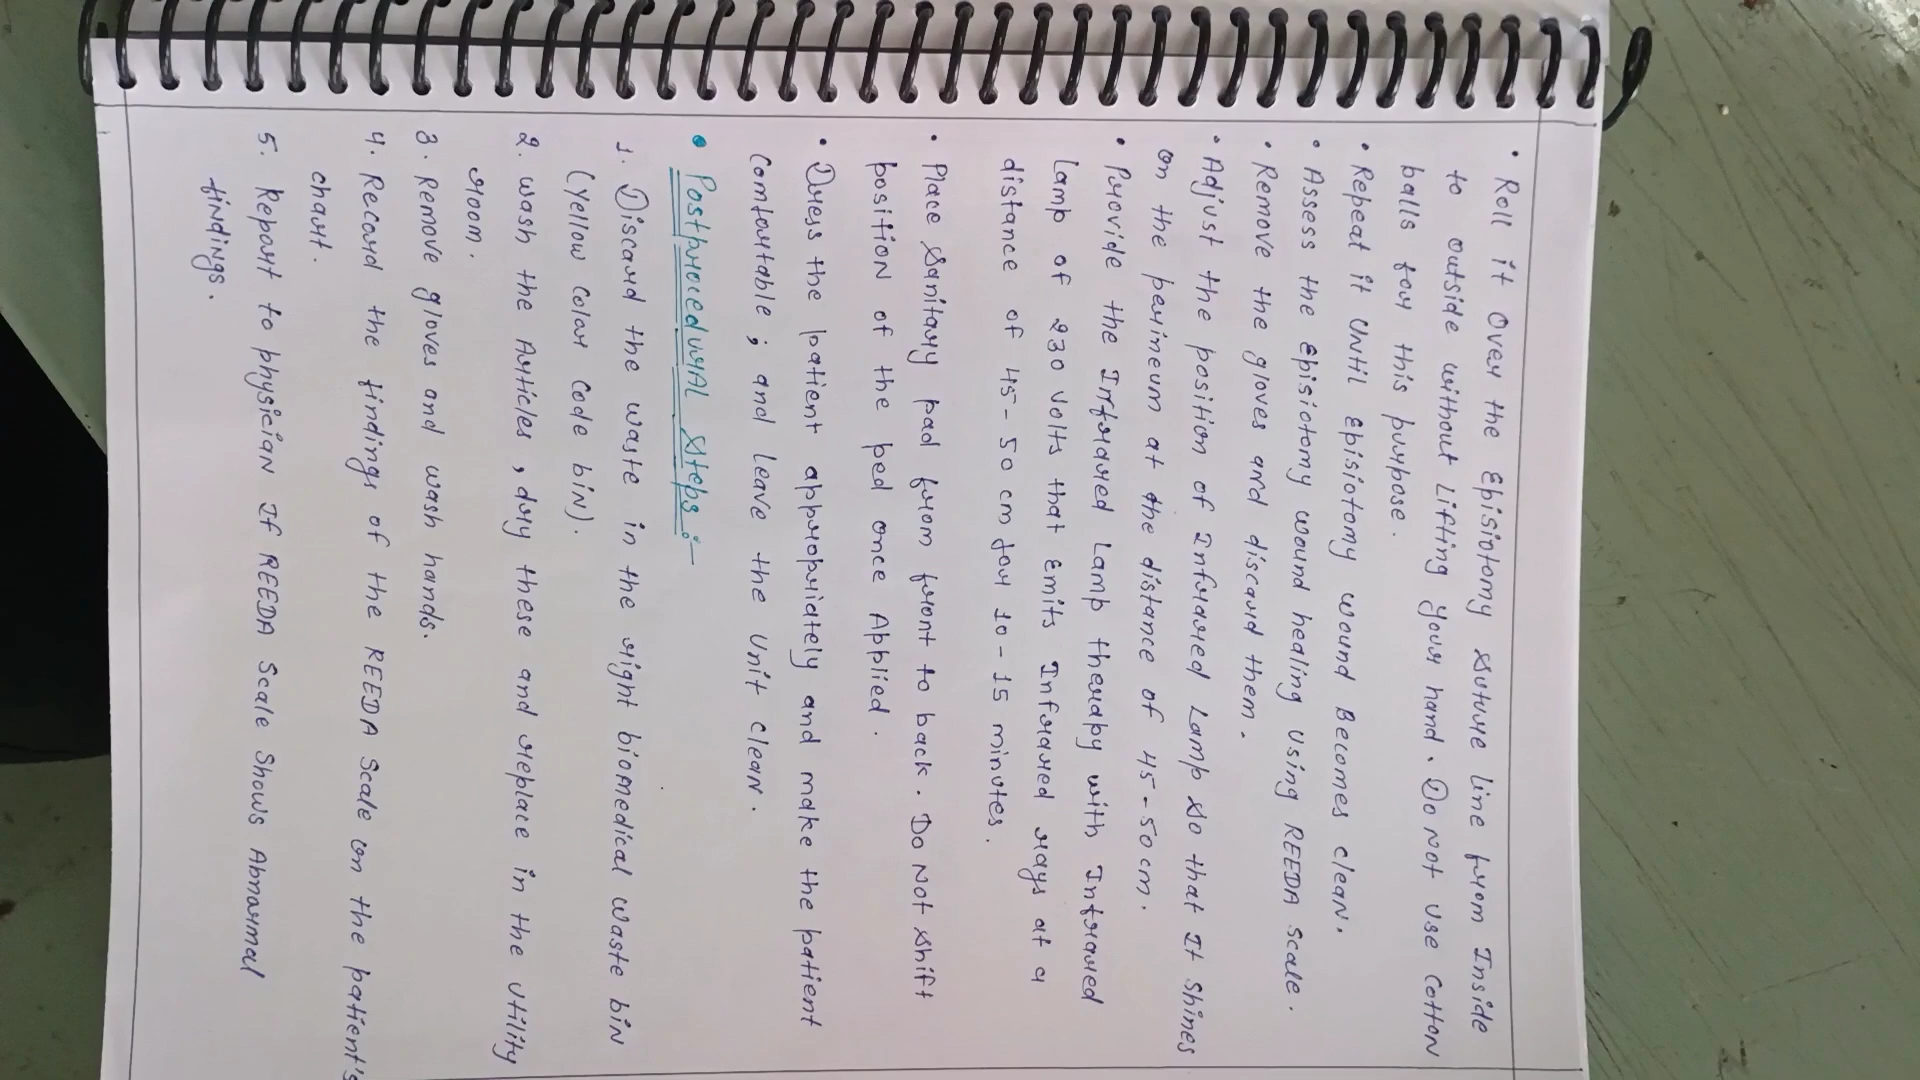 • Roll it over the Episiotomy suture line from Inside
to outside without Lifting your hand. Do not use cotton
balls for this purpose.
• Repeat it until Episiotomy wound Becomes clean.
• Assess the Episiotomy wound healing using REEDA scale.
• Remove the gloves and discard them.
• Adjust the position of Infrared Lamp so that It shines
on the perineum at the distance of 45-50cm.
• Provide the Infrared Lamp therapy with Infrared
Lamp of 230 volts that Emits Infrared rays at a
distance of 45-50 cm for 10-15 minutes.
• Place Sanitary pad from front to back. Do Not shift
position of the bed once Applied.
• Dress the patient appropriately and make the patient
Comfortable; and leave the Unit clean.
• Postprocedural Steps :-
1. Discard the waste in the right biomedical waste bin
(Yellow color code bin).
2. wash the Articles, dry these and replace in the utility
room.
3. Remove gloves and wash hands.
4. Record the findings of the REEDA Scale on the patient's
chart.
5. Report to physician If REEDA Scale Shows Abnormal
findings.